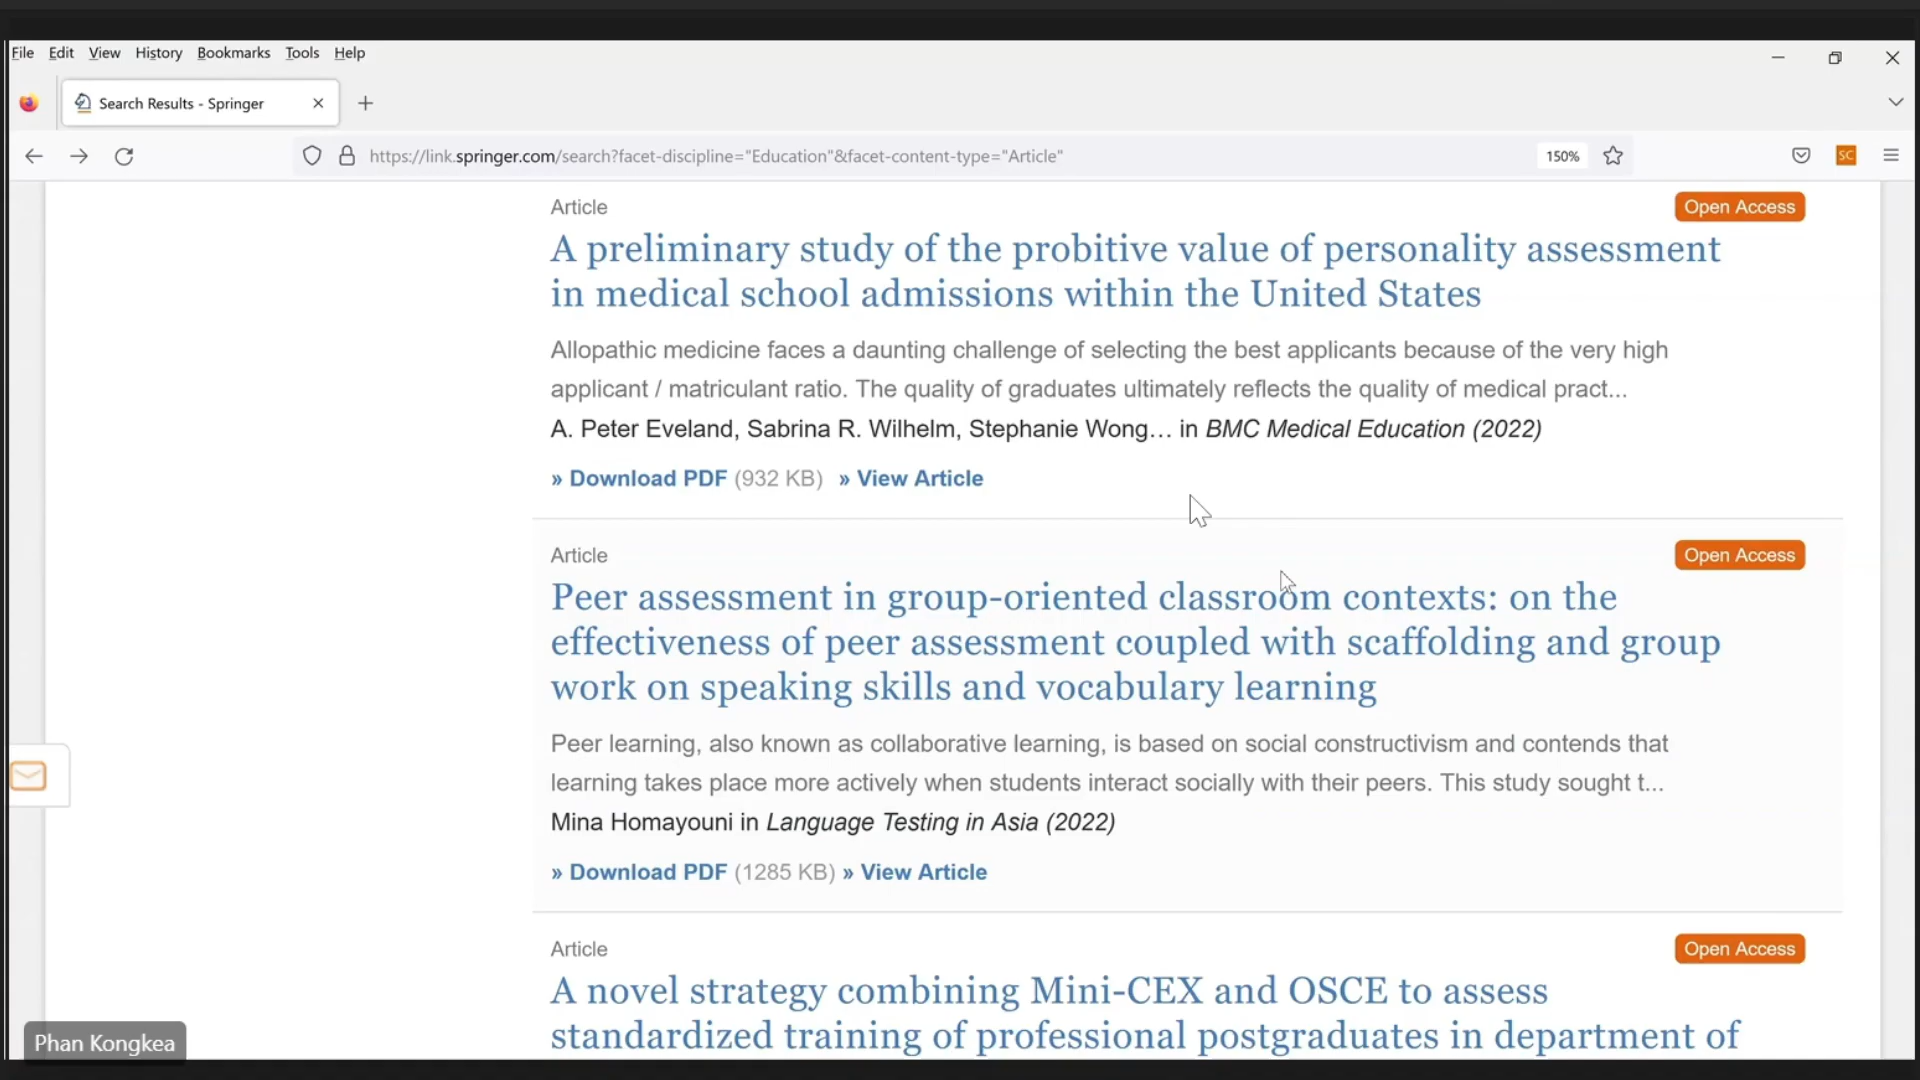 File Edit View History Bookmarks Tools Help
Search Results - Springer
https://link.springer.com/search?facet-discipline="Education"&facet-content-type="Article"
150%
SC
Article
Open Access
A preliminary study of the probitive value of personality assessment
in medical school admissions within the United States
Allopathic medicine faces a daunting challenge of selecting the best applicants because of the very high
applicant / matriculant ratio. The quality of graduates ultimately reflects the quality of medical pract...
A. Peter Eveland, Sabrina R. Wilhelm, Stephanie Wong… in BMC Medical Education (2022)
» Download PDF (932 KB) » View Article
Article
Open Access
Peer assessment in group-oriented classroom contexts: on the
effectiveness of peer assessment coupled with scaffolding and group
work on speaking skills and vocabulary learning
Peer learning, also known as collaborative learning, is based on social constructivism and contends that
learning takes place more actively when students interact socially with their peers. This study sought t...
Mina Homayouni in Language Testing in Asia (2022)
» Download PDF (1285 KB) » View Article
Article
Open Access
A novel strategy combining Mini-CEX and OSCE to assess
standardized training of professional postgraduates in department of
Phan Kongkea